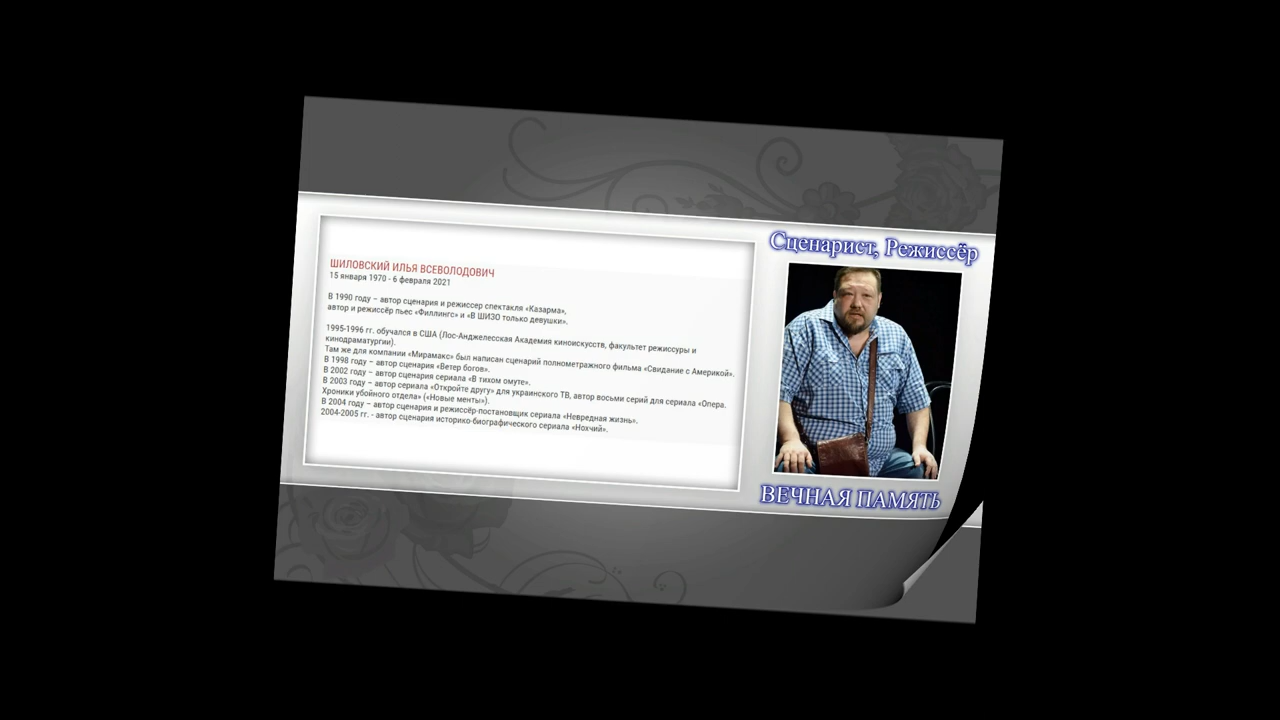 ШИЛОВСКИЙ ИЛЬЯ ВСЕВОЛОДОВИЧ
15 января 1970 - 6 февраля 2021
В 1990 году – автор сценария и режиссер спектакля «Казарма»,
автор и режиссёр пьес «Филлингс» и «В ШИЗО только девушки».
1995-1996 гг. обучался в США (Лос-Анджелесская Академия киноискусств, факультет режиссуры и
кинодраматургии).
Там же для компании «Мирамакс» был написан сценарий полнометражного фильма «Свидание с Америкой».
В 1998 году – автор сценария «Ветер богов».
В 2002 году – автор сценария сериала «В тихом омуте».
В 2003 году – автор сериала «Откройте другу» для украинского ТВ, автор восьми серий для сериала «Опера.
Хроники убойного отдела» («Новые менты»).
В 2004 году – автор сценария и режиссёр-постановщик сериала «Невредная жизнь».
2004-2005 гг. - автор сценария историко-биографического сериала «Нохчий».
Сценарист, Режиссёр
ВЕЧНАЯ ПАМЯТЬ